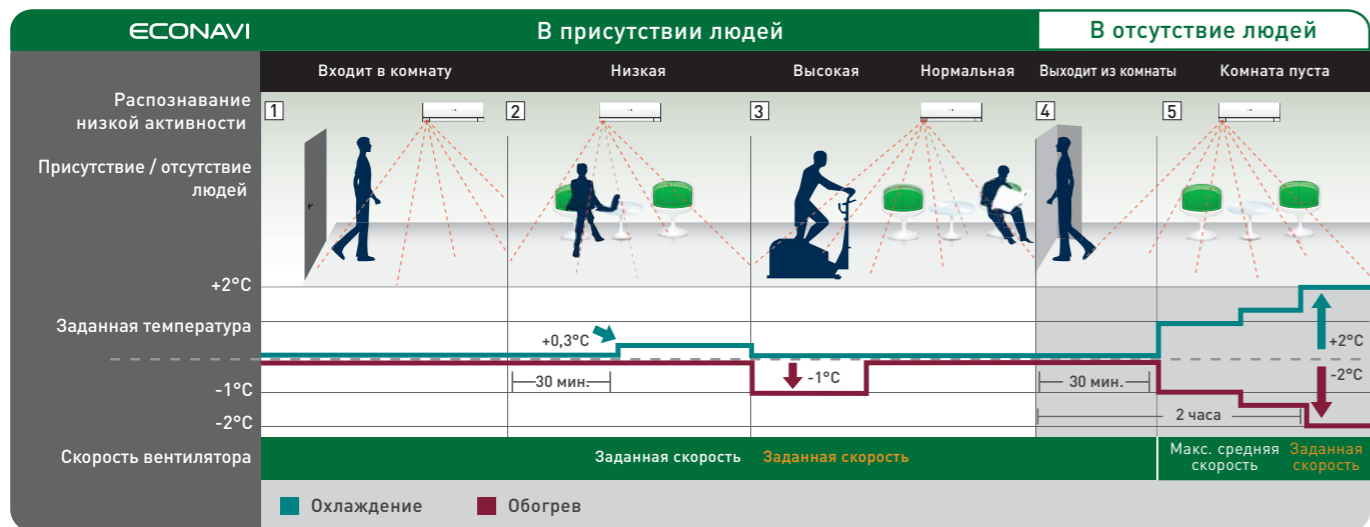 ECONAVI
В присутствии людей
В отсутствие людей
Входит в комнату
Низкая
Высокая
Нормальная
Выходит из комнаты
Комната пуста
Распознавание
низкой активности
Присутствие / отсутствие
людей
1
2
3
4
5
+2°C
Заданная температура
-1°C
-2°C
+0,3°C
30 мин.
-1°C
30 мин.
2 часа
+2°C
-2°C
Скорость вентилятора
Заданная скорость
Заданная скорость
Макс. средняя
скорость
Заданная
скорость
Охлаждение
Обогрев